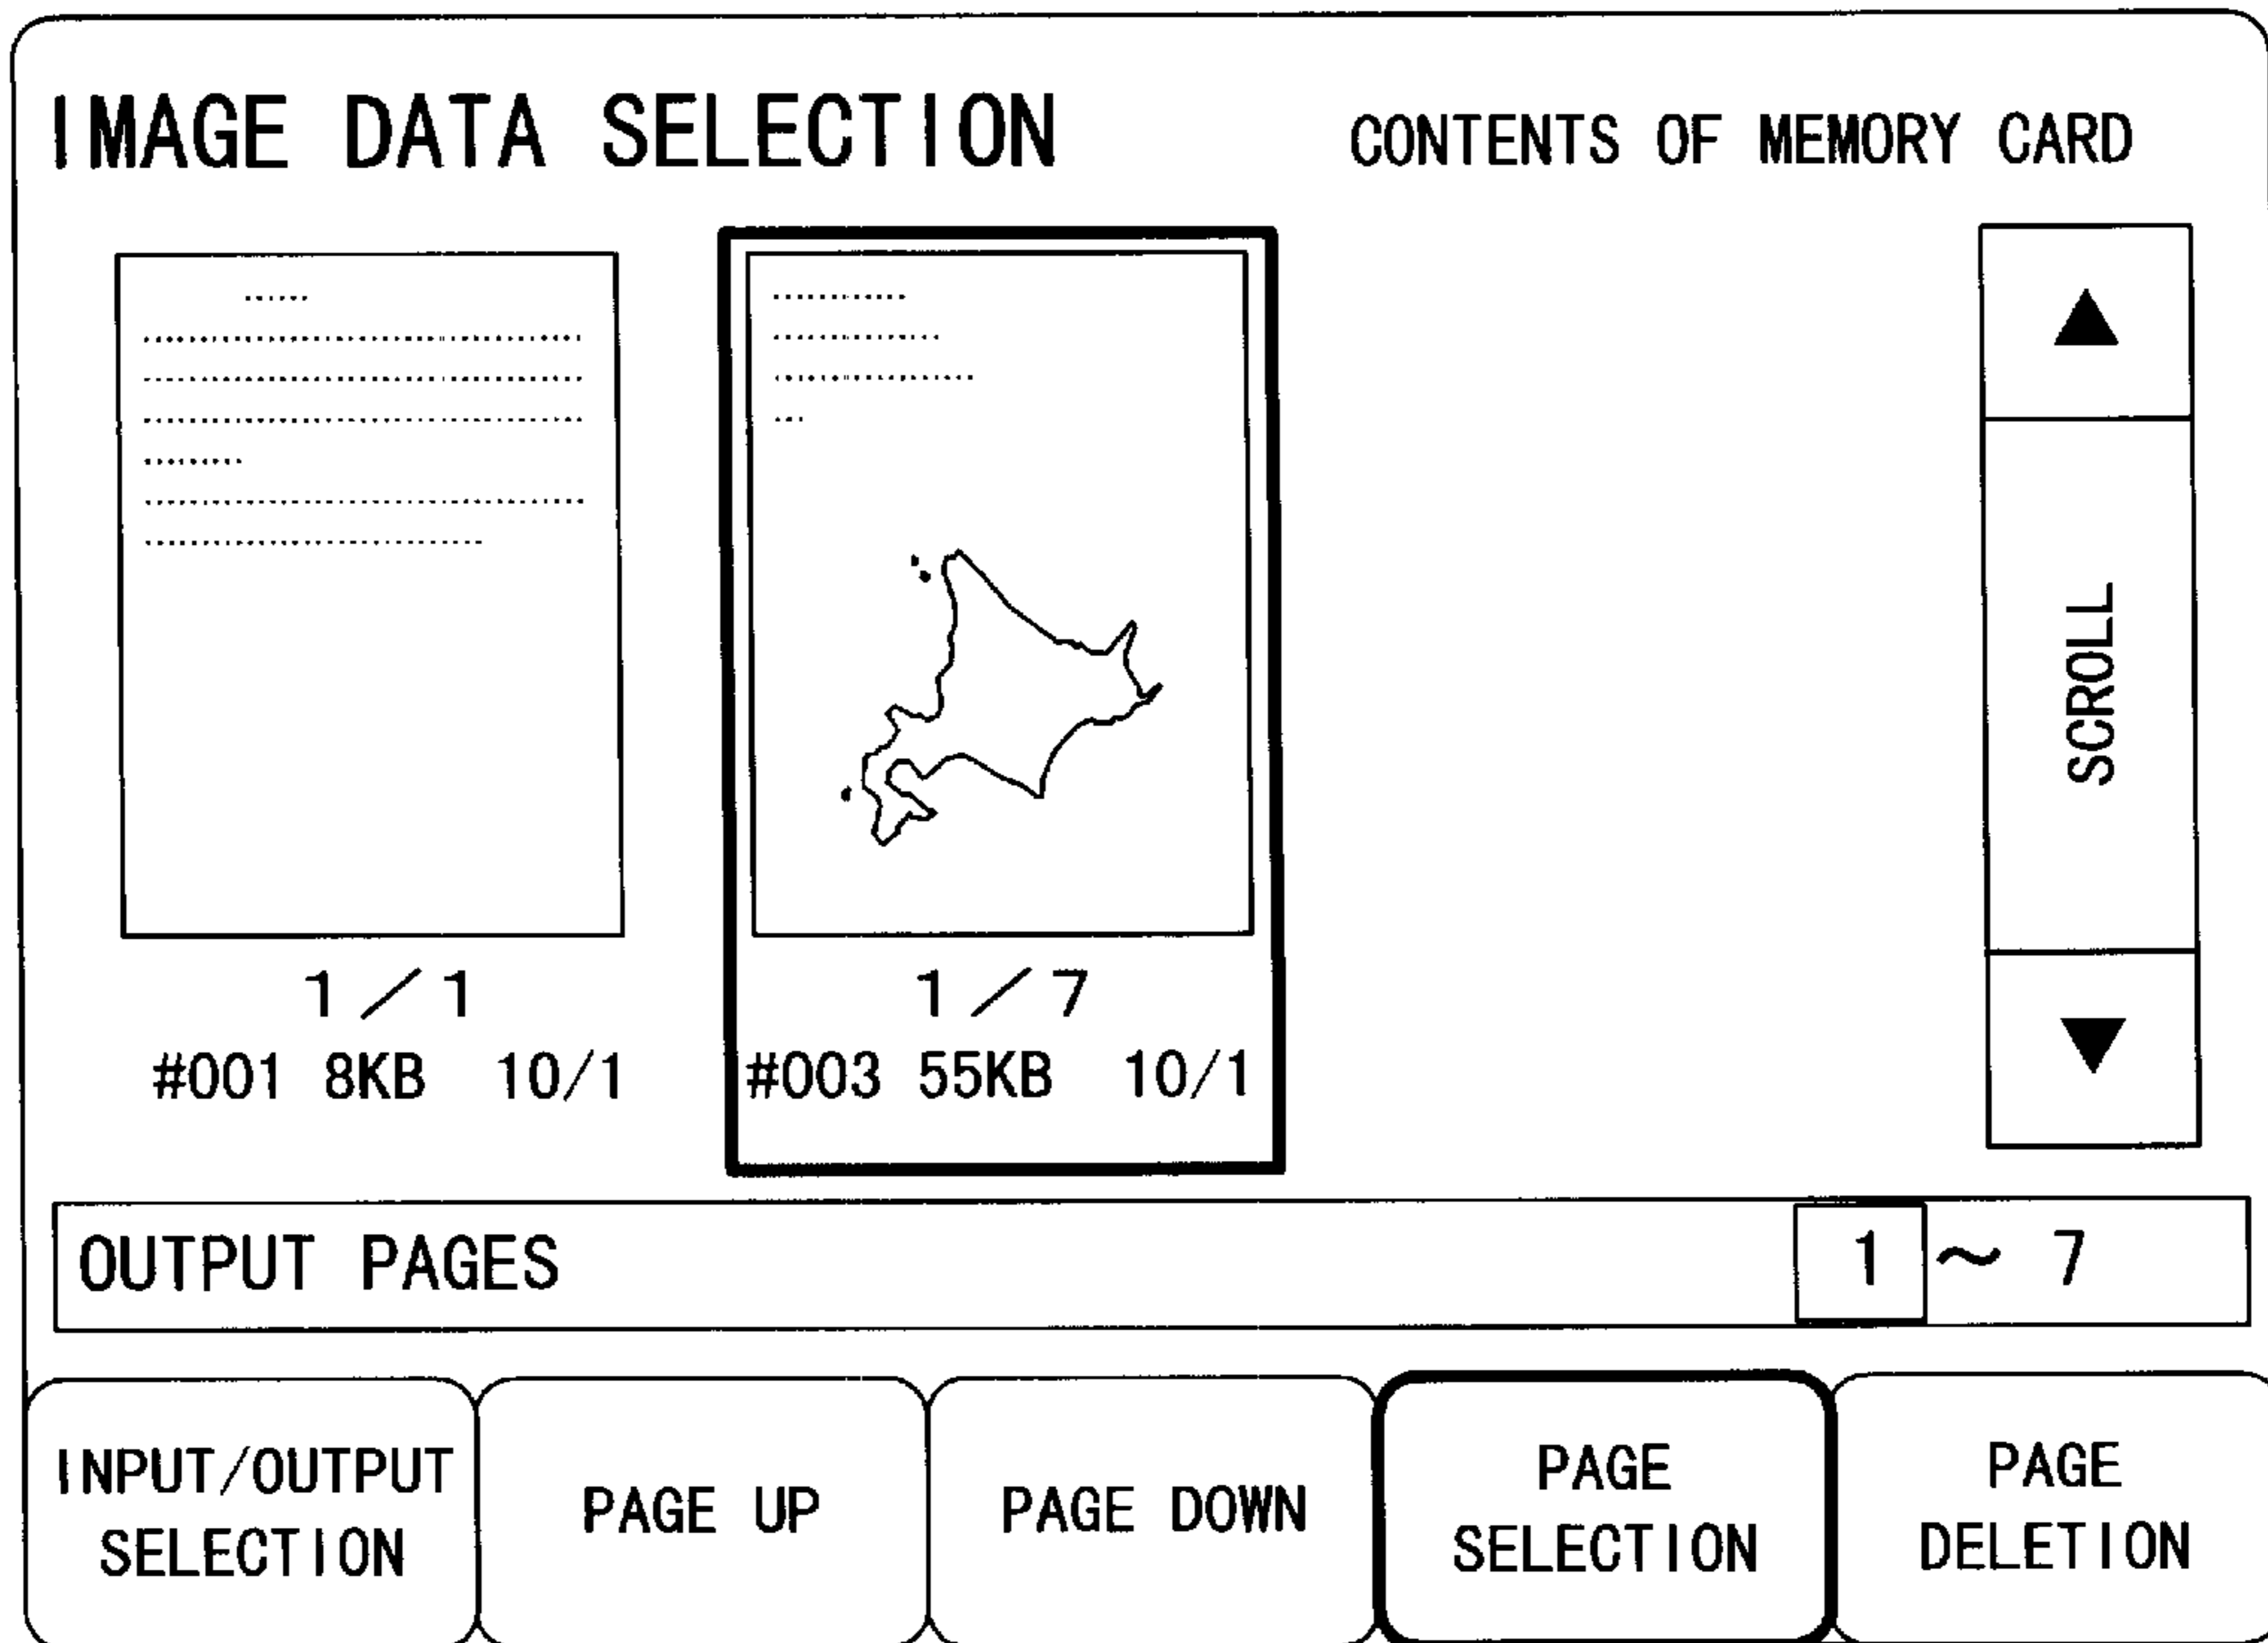 IMAGE DATA SELECTION
CONTENTS OF MEMORY CARD
1/1
#001 8KB 10/1
1/7
#003 55KB 10/1
▲
SCROLL
▼
OUTPUT PAGES 1 ~ 7
INPUT/OUTPUT
SELECTION
PAGE UP
PAGE DOWN
PAGE
SELECTION
PAGE
DELETION